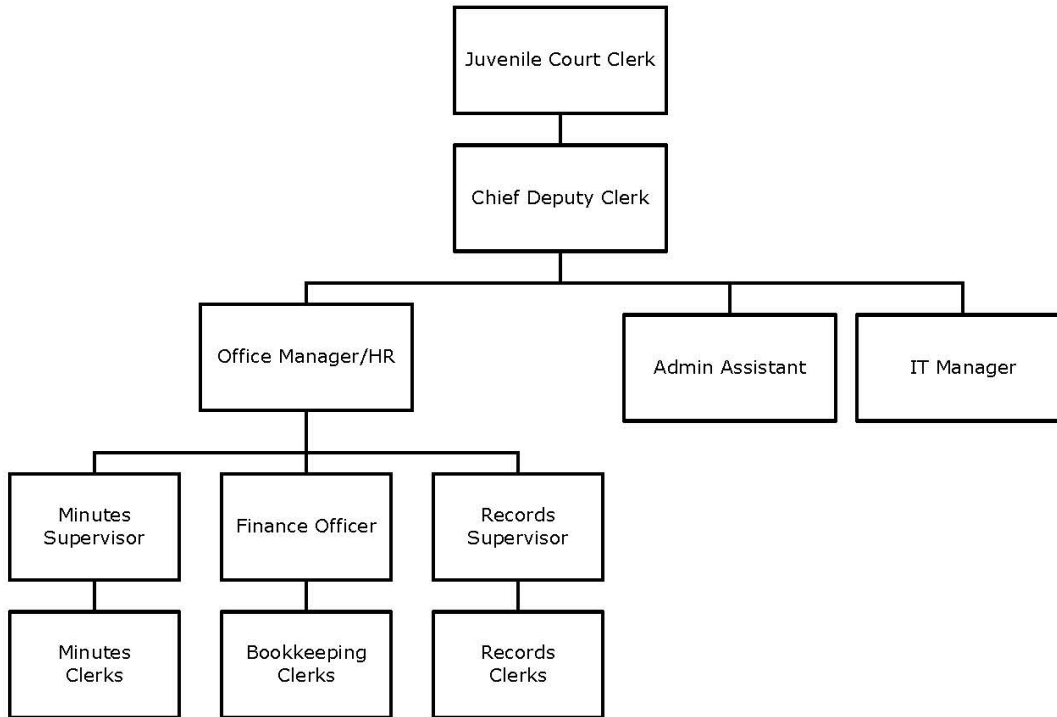 Juvenile Court Clerk
Chief Deputy Clerk
Office Manager/HR
Admin Assistant
IT Manager
Minutes
Supervisor
Finance Officer
Records
Supervisor
Minutes
Clerks
Bookkeeping
Clerks
Records
Clerks